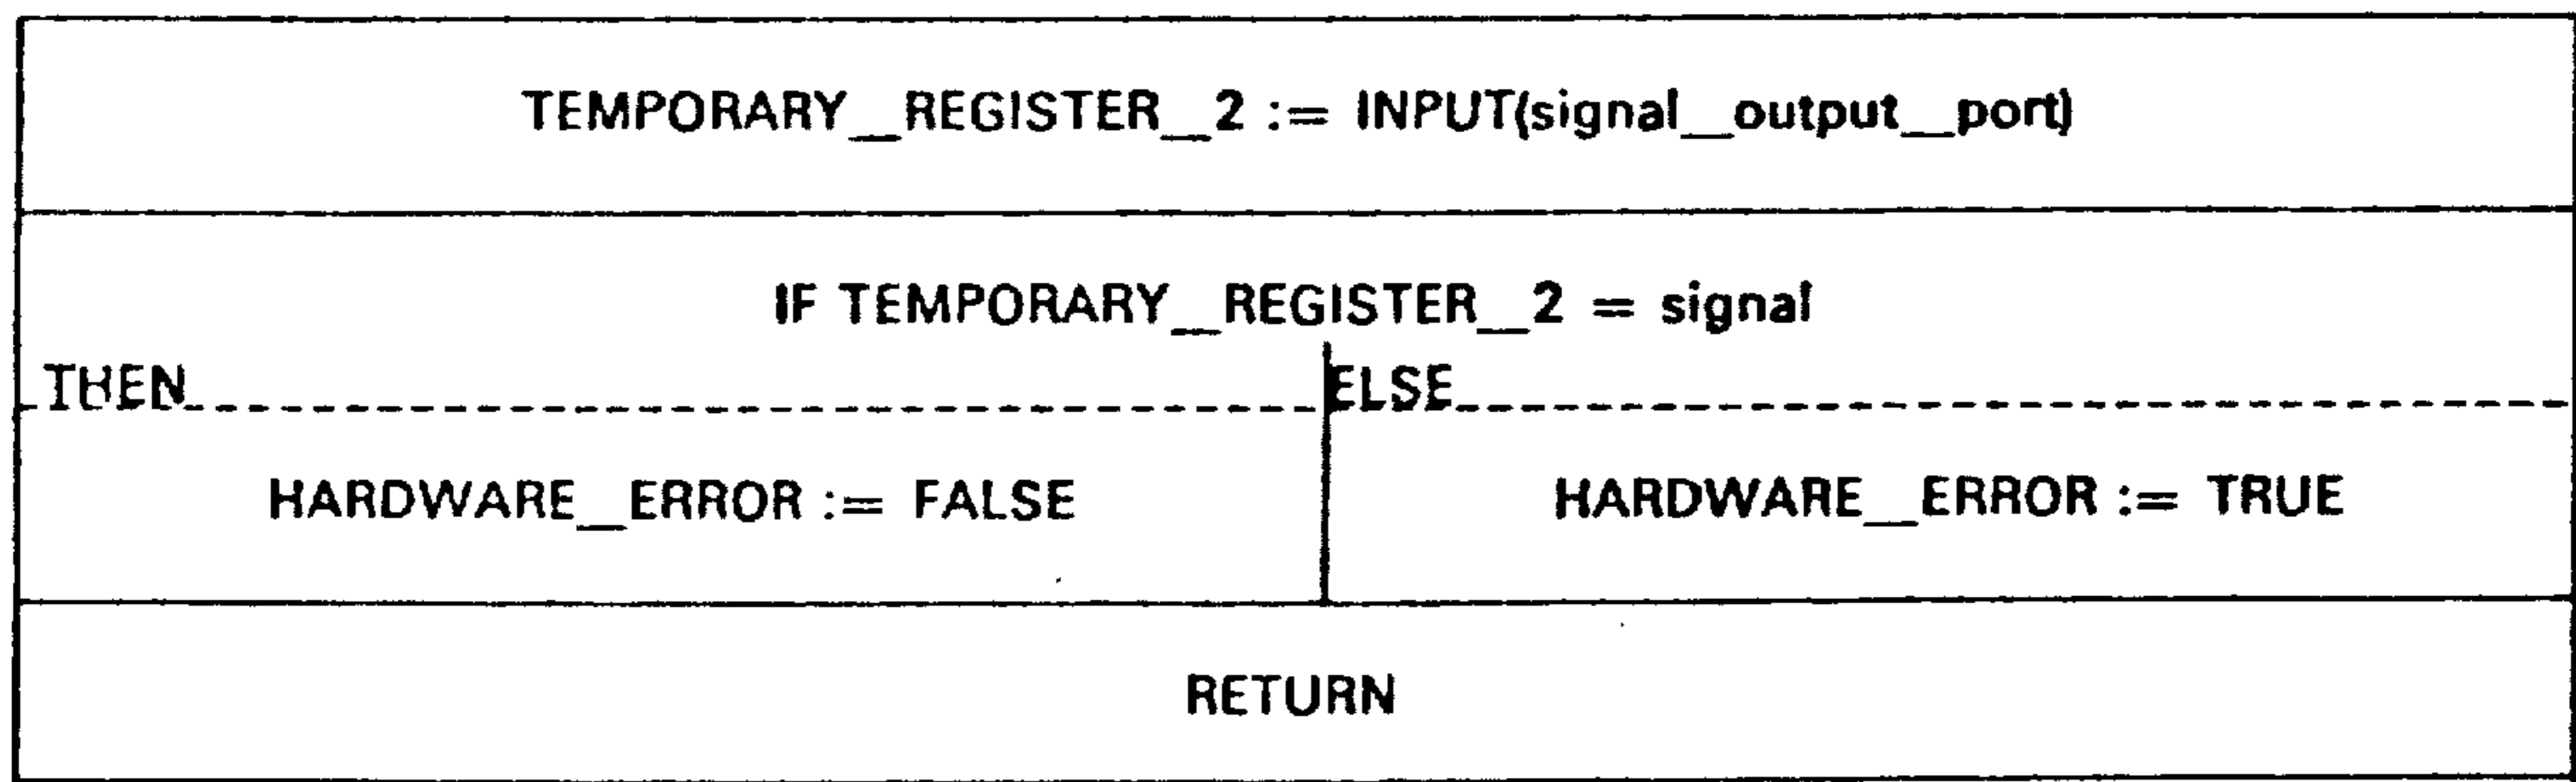 TEMPORARY__REGISTER__2 := INPUT(signal__output__port)
IF TEMPORARY__REGISTER__2 = signal
THEN ELSE
HARDWARE__ERROR := FALSE HARDWARE__ERROR := TRUE
RETURN